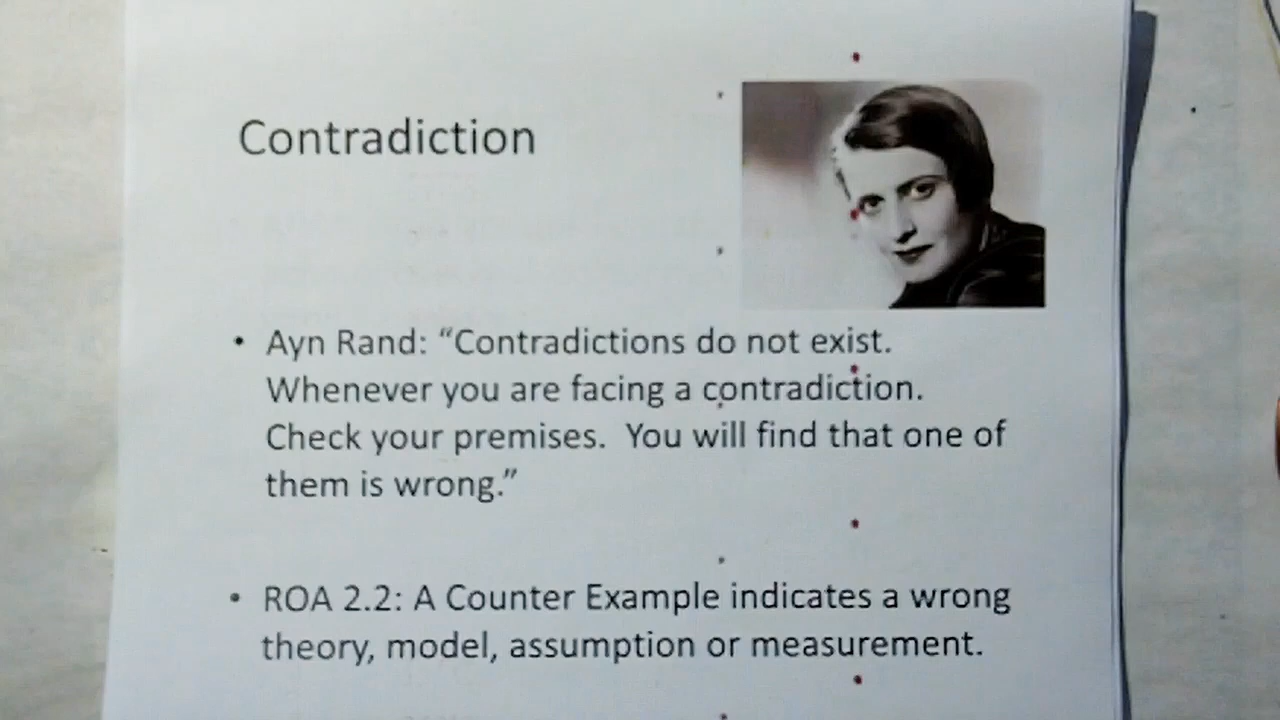 Contradiction
• Ayn Rand: “Contradictions do not exist.
Whenever you are facing a contradiction.
Check your premises.  You will find that one of
them is wrong.”
• ROA 2.2: A Counter Example indicates a wrong
theory, model, assumption or measurement.